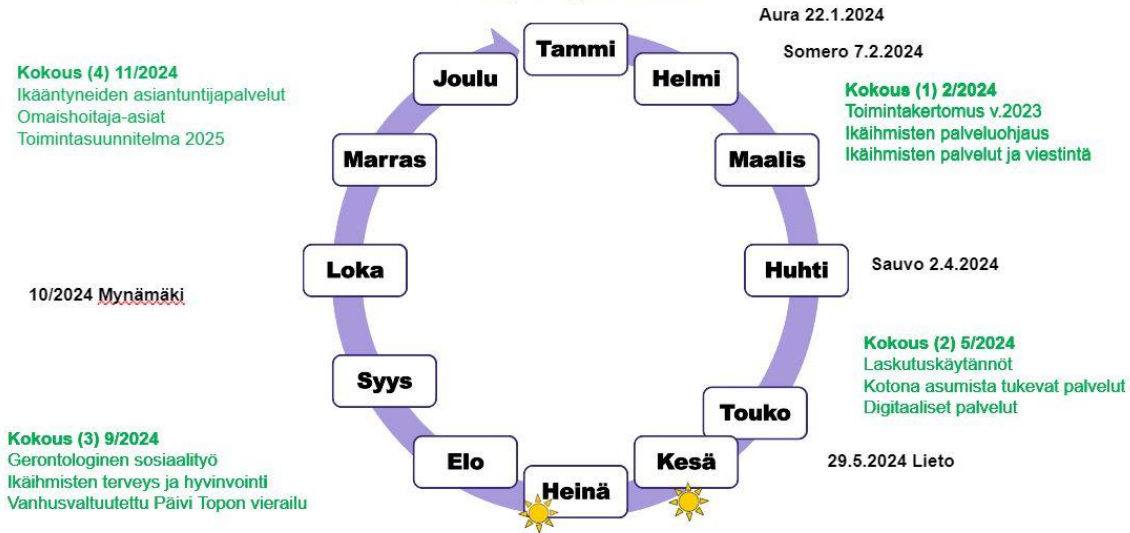 Tammi
Helmi
Maalis
Huhti
Touko
Kesä
Heinä
Elo
Syys
Loka
Marras
Joulu
Aura 22.1.2024
Somero 7.2.2024
Kokous (1) 2/2024
Toimintakertomus v.2023
Ikäihmisten palveluohjaus
Ikäihmisten palvelut ja viestintä
Sauvo 2.4.2024
Kokous (2) 5/2024
Laskutuskäytännöt
Kotona asumista tukevat palvelut
Digitaaliset palvelut
29.5.2024 Lieto
Kokous (3) 9/2024
Gerontologinen sosiaalityö
Ikäihmisten terveys ja hyvinvointi
Vanhusvaltuutettu Päivi Topon vierailu
10/2024 Mynämäki
Kokous (4) 11/2024
Ikääntyneiden asiantuntijapalvelut
Omaishoitaja-asiat
Toimintasuunnitelma 2025